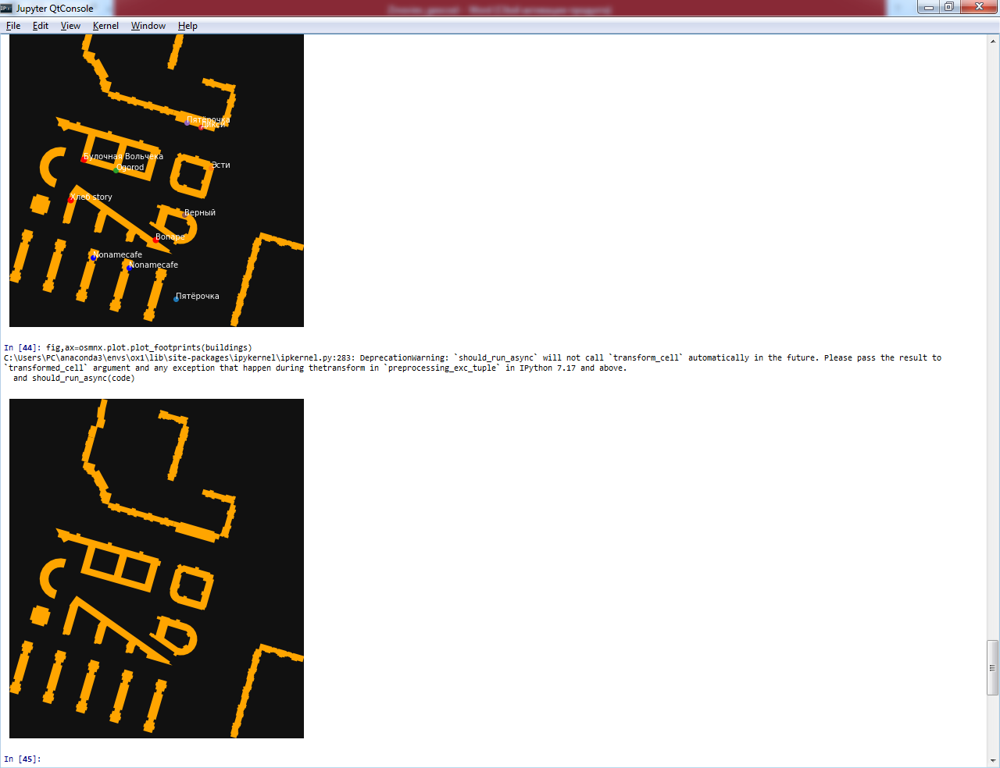 IP[y]:
Jupyter QtConsole
File Edit View Kernel Window Help
Пятёрочка
Дикси
Булочная Вольчека
Ogorod
Эсти
Хлеб story
Верный
Bonape
Nonamecafe
Nonamecafe
Пятёрочка
In [44]: fig,ax=osmnx.plot.plot_footprints(buildings)
C:\Users\PC\anaconda3\envs\ox1\lib\site-packages\ipykernel\ipkernel.py:283: DeprecationWarning: `should_run_async` will not call `transform_cell` automatically in the future. Please pass the result to
`transformed_cell` argument and any exception that happen during thetransform in `preprocessing_exc_tuple` in IPython 7.17 and above.
  and should_run_async(code)
In [45]: